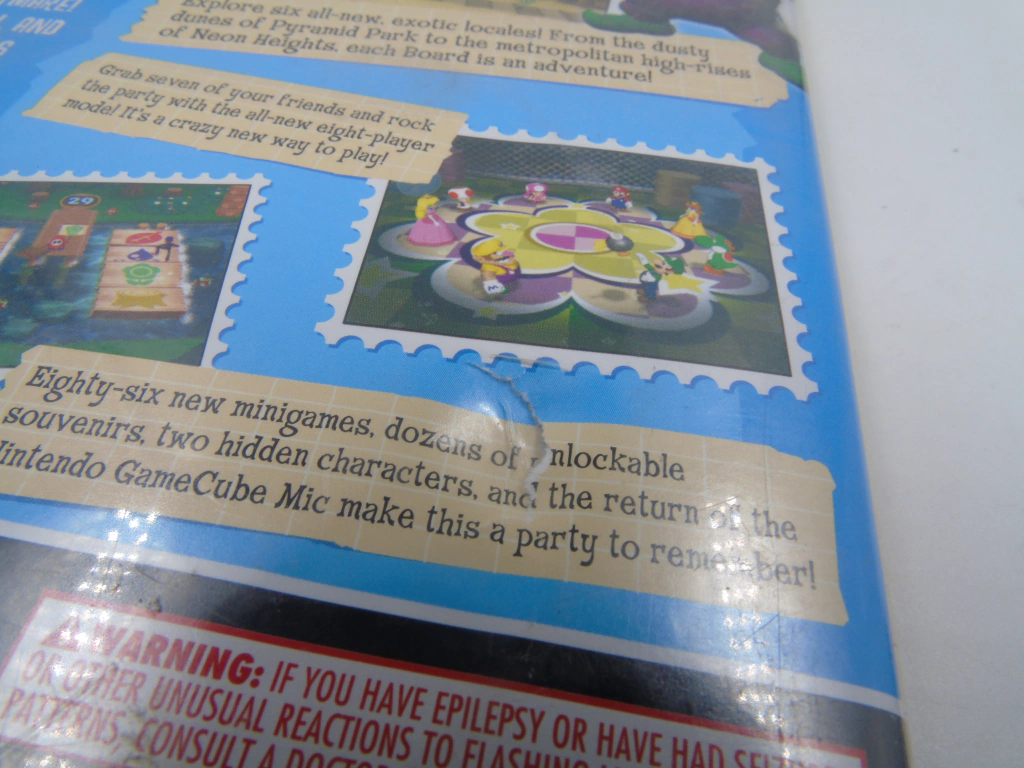 AND
Explore six all-new, exotic locales! From the dusty
dunes of Pyramid Park to the metropolitan high-rises
of Neon Heights, each Board is an adventure!
Grab seven of your friends and rock
the party with the all-new eight-player
mode! It's a crazy new way to play!
29
Eighty-six new minigames, dozens of unlockable
souvenirs, two hidden characters, and the return of the
Nintendo GameCube Mic make this a party to remember!
WARNING: IF YOU HAVE EPILEPSY OR HAVE HAD
OR OTHER UNUSUAL REACTIONS TO FLASHING
PATTERNS, CONSULT A